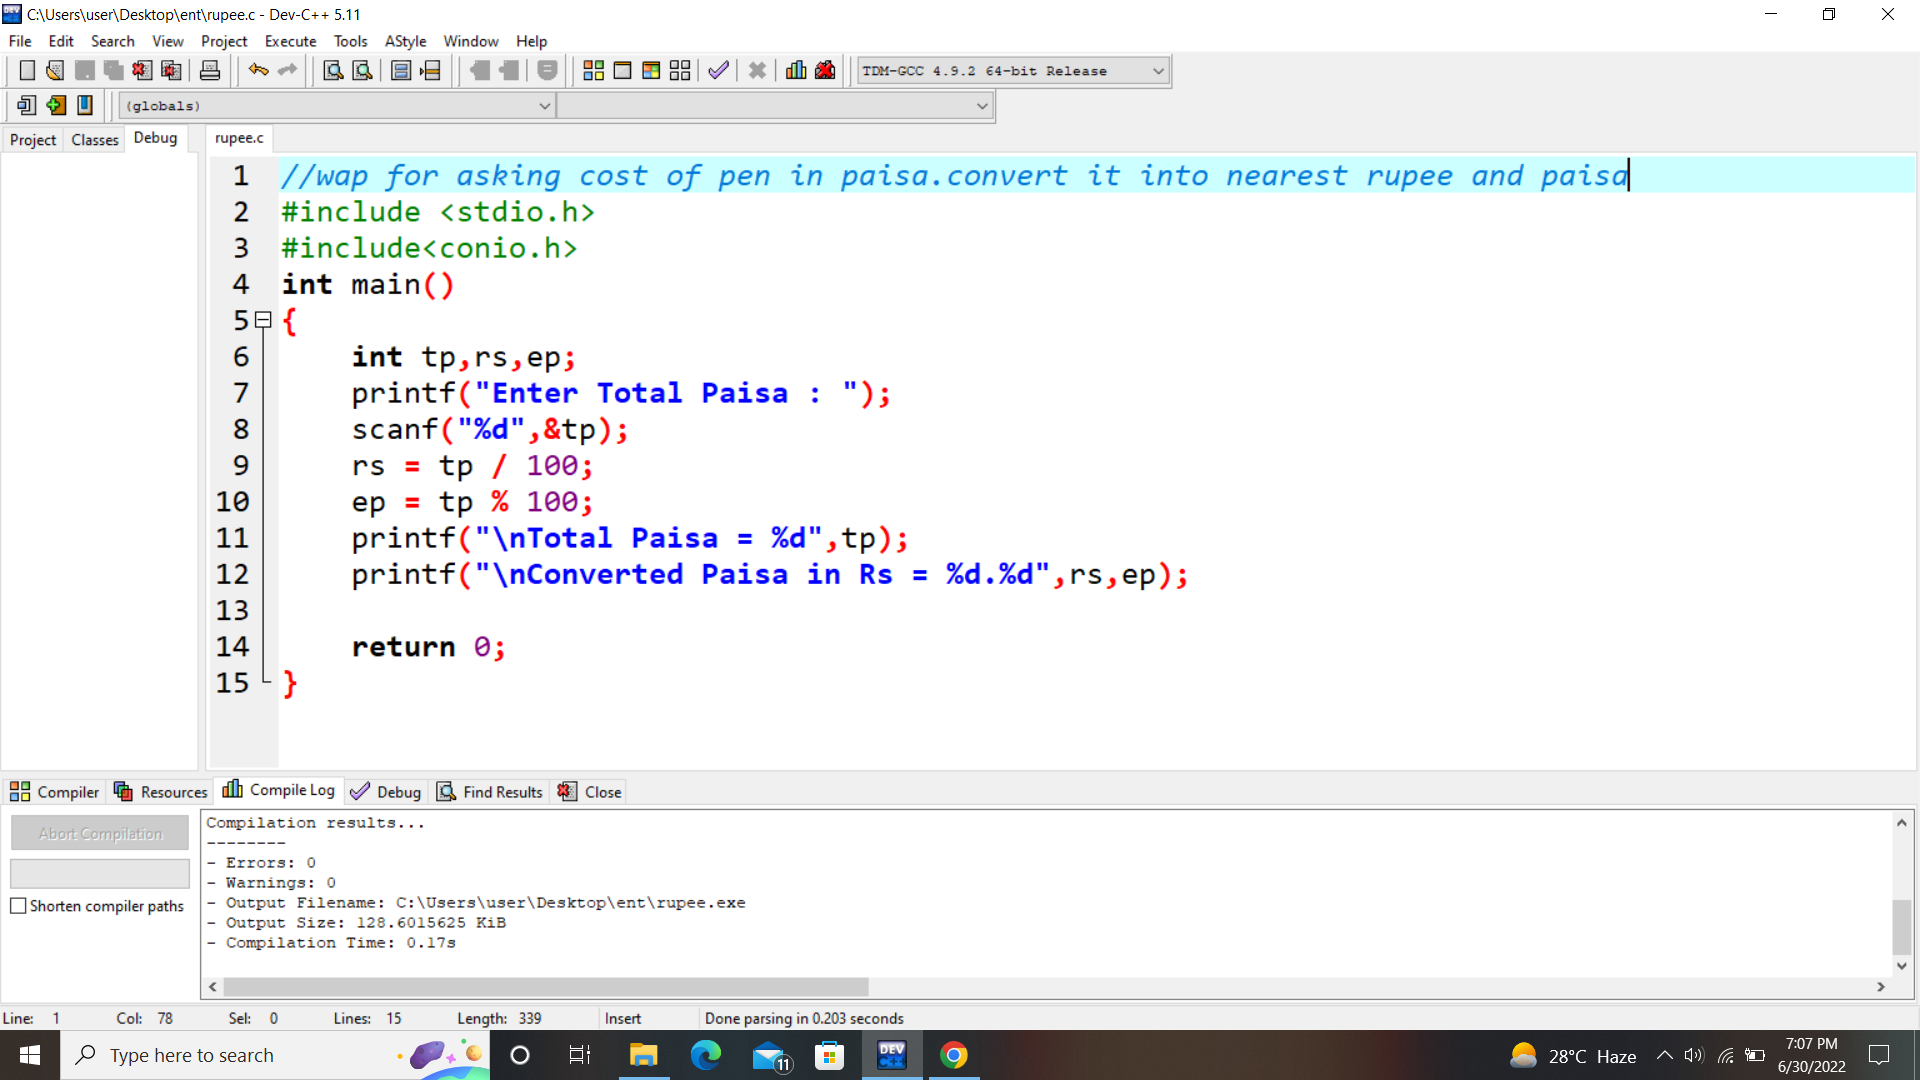 C:\Users\user\Desktop\ent\rupee.c - Dev-C++ 5.11
File Edit Search View Project Execute Tools AStyle Window Help
TDM-GCC 4.9.2 64-bit Release
(globals)
Project Classes Debug rupee.c
1 //wap for asking cost of pen in paisa.convert it into nearest rupee and paisa
2 #include <stdio.h>
3 #include<conio.h>
4 int main()
5 {
6 int tp,rs,ep;
7 printf("Enter Total Paisa : ");
8 scanf("%d",&tp);
9 rs = tp / 100;
10 ep = tp % 100;
11 printf("\nTotal Paisa = %d",tp);
12 printf("\nConverted Paisa in Rs = %d.%d",rs,ep);
13
14 return 0;
15 }
Compiler Resources Compile Log Debug Find Results Close
Abort Compilation
Shorten compiler paths
Compilation results...
--------
- Errors: 0
- Warnings: 0
- Output Filename: C:\Users\user\Desktop\ent\rupee.exe
- Output Size: 128.6015625 KiB
- Compilation Time: 0.17s
Line: 1 Col: 78 Sel: 0 Lines: 15 Length: 339 Insert Done parsing in 0.203 seconds
Type here to search
11
DEV C++
28°C Haze
7:07 PM
6/30/2022